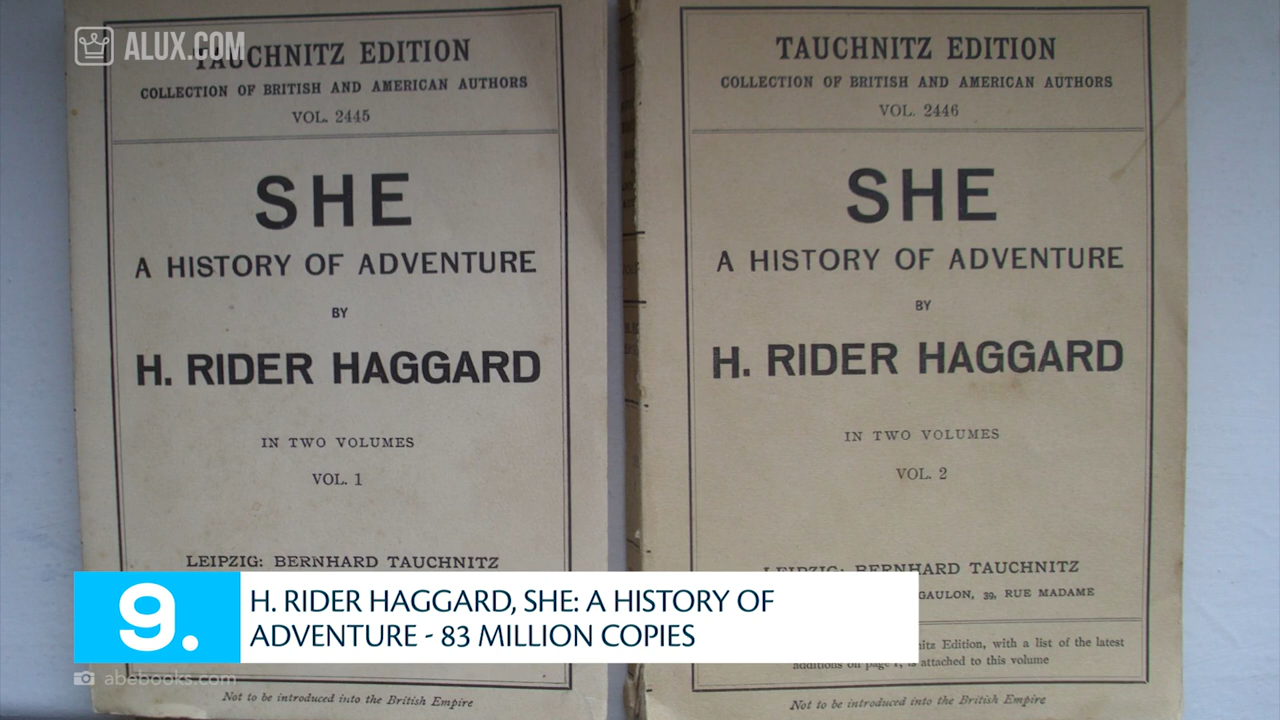 ALUX.COM
TAUCHNITZ EDITION
COLLECTION OF BRITISH AND AMERICAN AUTHORS
VOL. 2445
SHE
A HISTORY OF ADVENTURE
BY
H. RIDER HAGGARD
IN TWO VOLUMES
VOL. 1
LEIPZIG: BERNHARD TAUCHNITZ
Not to be introduced into the British Empire
TAUCHNITZ EDITION
COLLECTION OF BRITISH AND AMERICAN AUTHORS
VOL. 2446
SHE
A HISTORY OF ADVENTURE
BY
H. RIDER HAGGARD
IN TWO VOLUMES
VOL. 2
LEIPZIG: BERNHARD TAUCHNITZ
GAULON, 39, RUE MADAME
Edition, with a list of the latest
additions on page 1, is attached to this volume
Not to be introduced into the British Empire
9.
H. RIDER HAGGARD, SHE: A HISTORY OF
ADVENTURE - 83 MILLION COPIES
abebooks.com